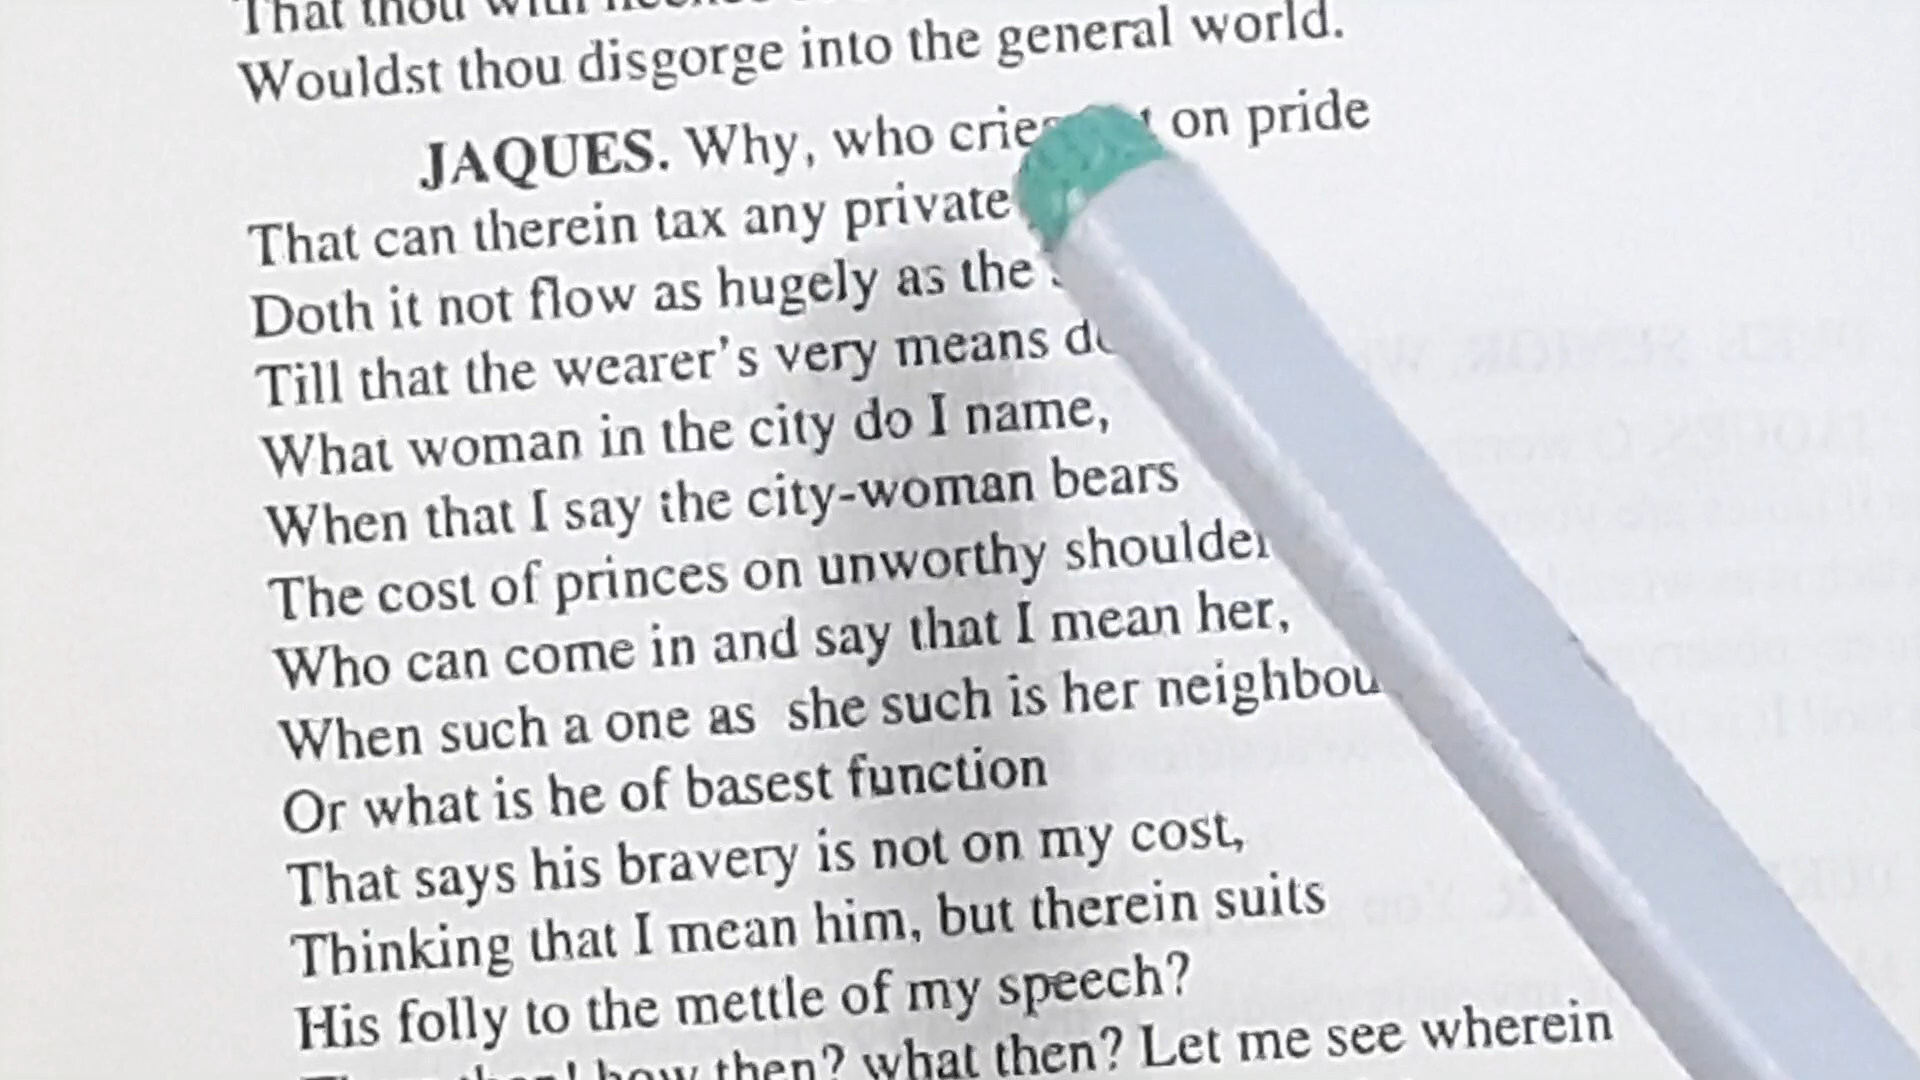 That thou with
Wouldst thou disgorge into the general world.
JAQUES. Why, who cries on pride
That can therein tax any private
Doth it not flow as hugely as the
Till that the wearer's very means
What woman in the city do I name,
When that I say the city-woman bears
The cost of princes on unworthy
Who can come in and say that I mean her,
When such a one as she such is her
Or what is he of basest function
That says his bravery is not on my cost,
Thinking that I mean him, but therein suits
His folly to the mettle of my speech?
then! how then? what then? Let me see wherein